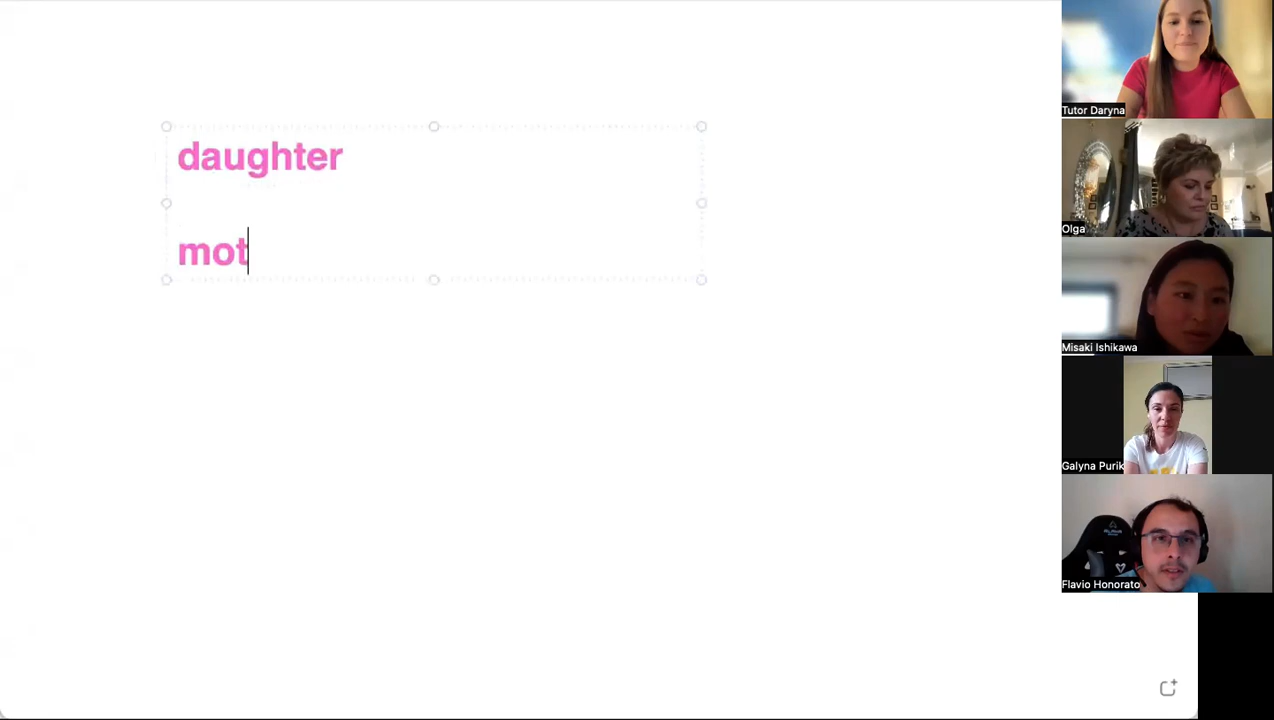 daughter
mot
Tutor Daryna
Olga
Misaki Ishikawa
Galyna Purik
Flavio Honorato